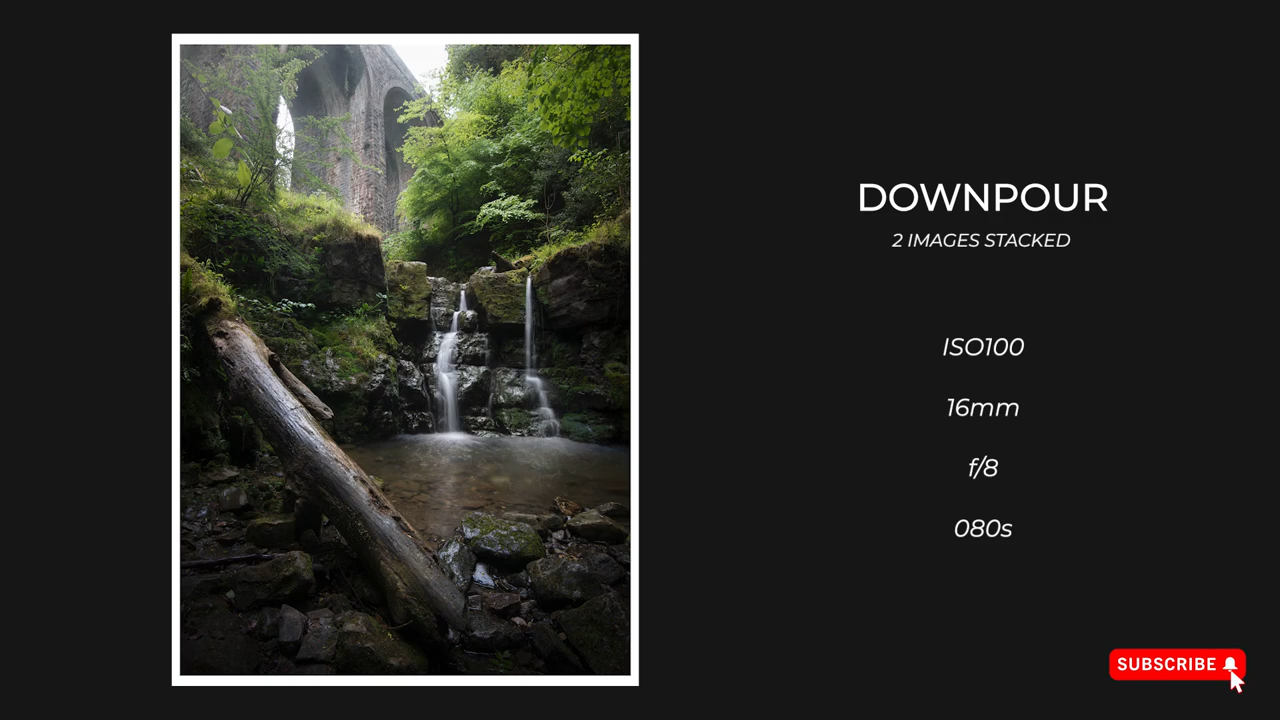 DOWNPOUR
2 IMAGES STACKED
ISO100
16mm
f/8
080s
SUBSCRIBE